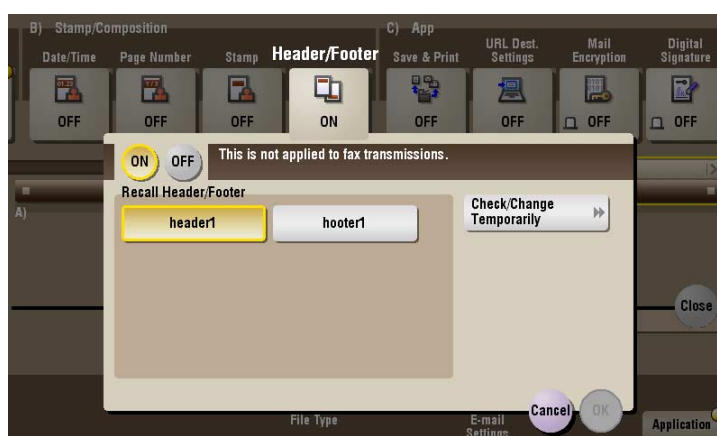 B) Stamp/Composition
C) App
Date/Time
Page Number
Stamp
Header/Footer
Save & Print
URL Dest.
Settings
Mail
Encryption
Digital
Signature
OFF
OFF
OFF
ON
OFF
OFF
OFF
OFF
ON
OFF
This is not applied to fax transmissions.
Recall Header/Footer
header1
hooter1
Check/Change
Temporarily
A)
Close
Cancel
OK
File Type
E-mail
Settings
Application